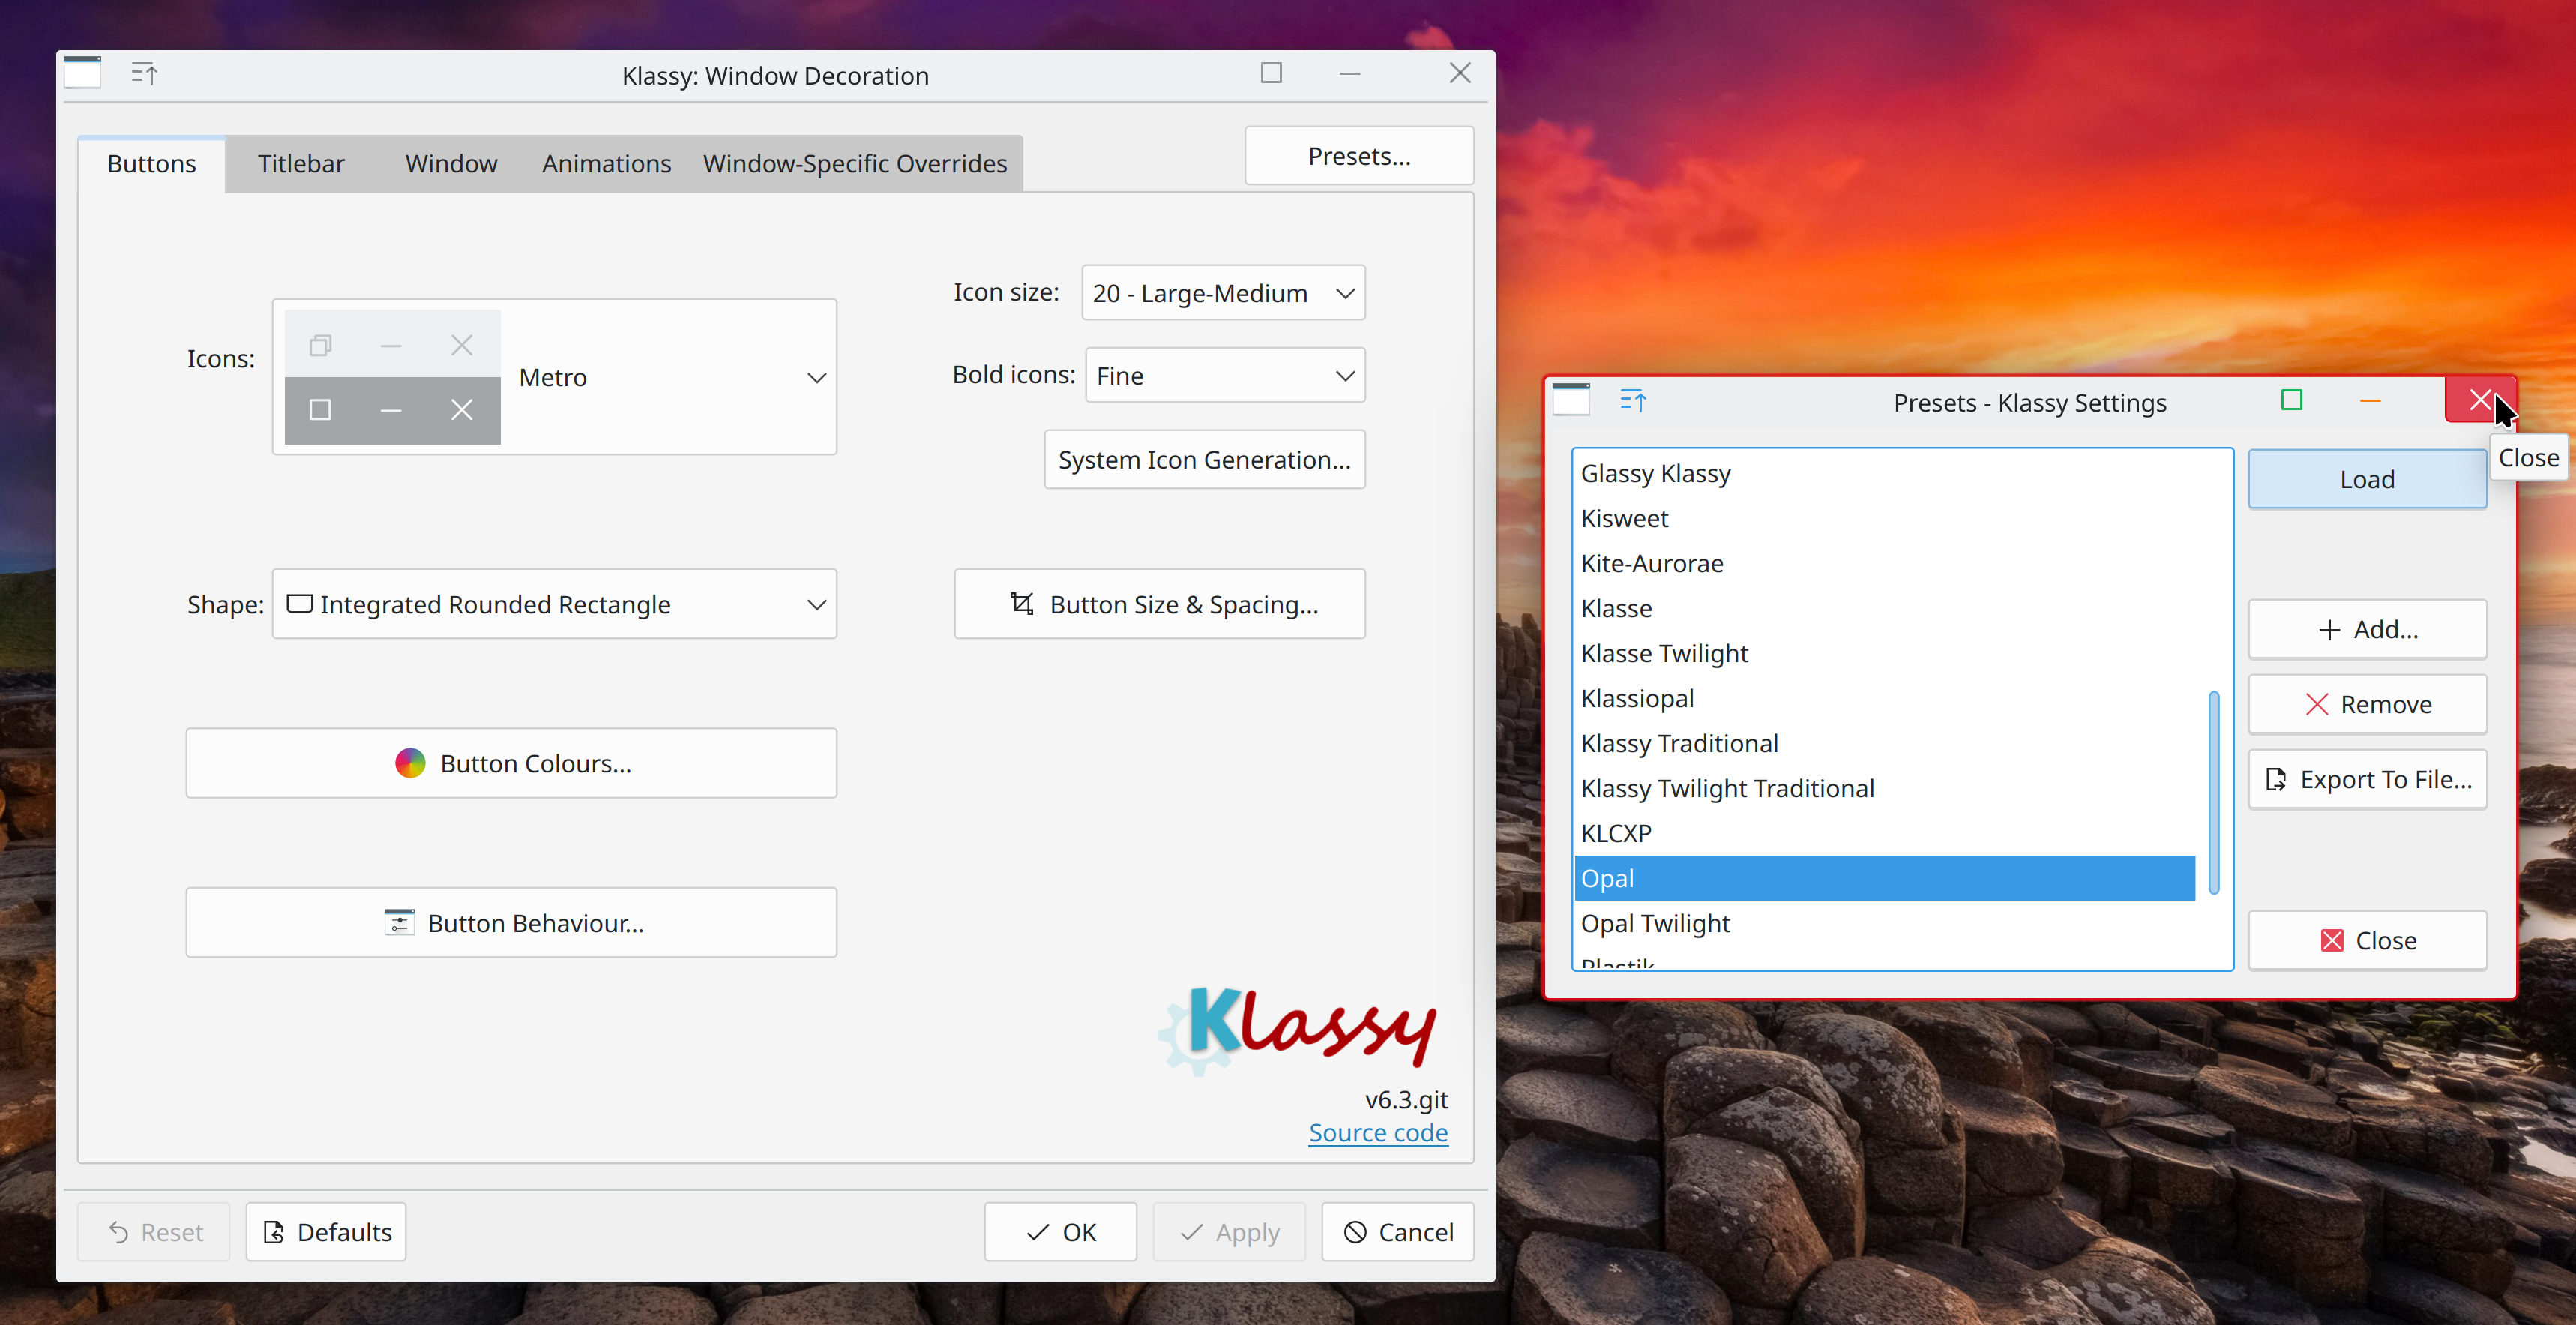 Klassy: Window Decoration
Buttons
Titlebar
Window
Animations
Window-Specific Overrides
Presets...
Icons:
Metro
Icon size:
20 - Large-Medium
Bold icons:
Fine
System Icon Generation...
Shape:
Integrated Rounded Rectangle
Button Size & Spacing...
Button Colours...
Button Behaviour...
Klassy
v6.3.git
Source code
Reset
Defaults
OK
Apply
Cancel
Presets - Klassy Settings
Close
Glassy Klassy
Kisweet
Kite-Aurorae
Klasse
Klasse Twilight
Klassiopal
Klassy Traditional
Klassy Twilight Traditional
KLCXP
Opal
Opal Twilight
Plastik
Load
Add...
Remove
Export To File...
Close